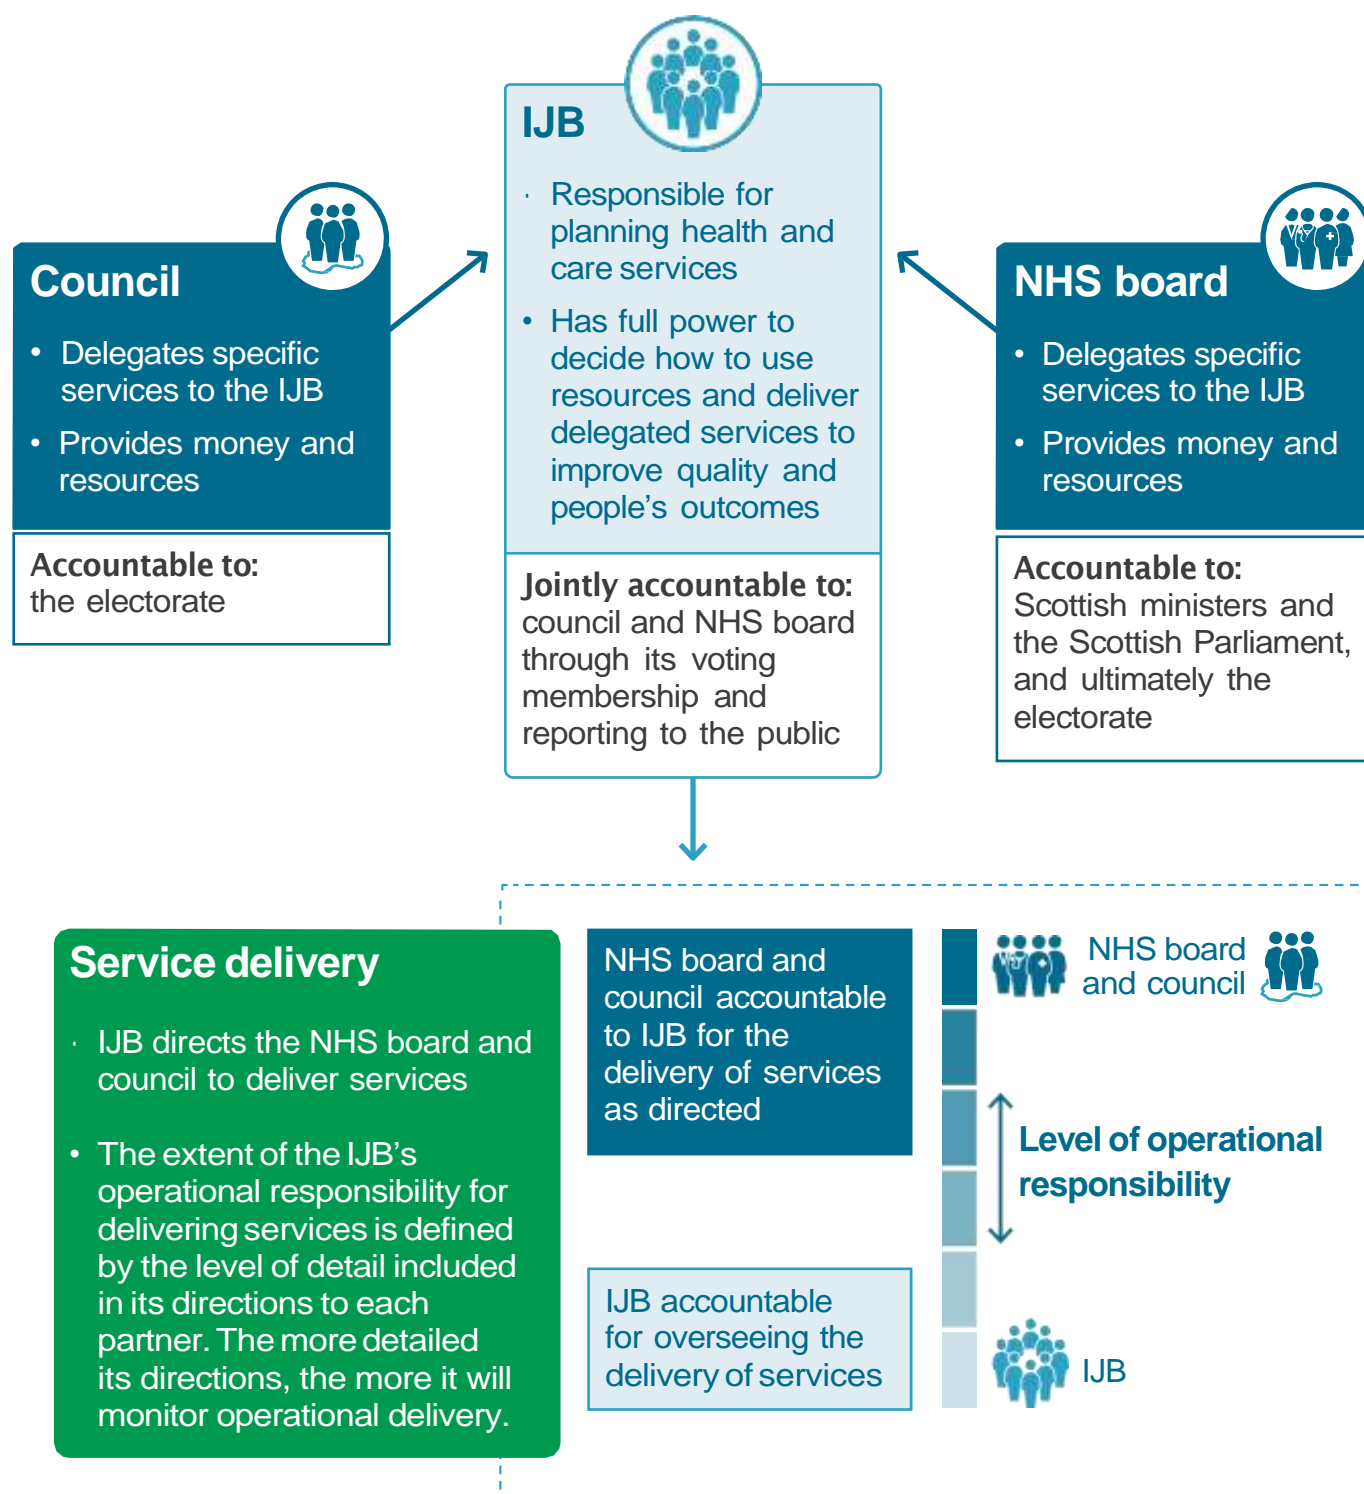 IJB
· Responsible for
planning health and
care services
• Has full power to
decide how to use
resources and deliver
delegated services to
improve quality and
people’s outcomes
Jointly accountable to:
council and NHS board
through its voting
membership and
reporting to the public
Council
• Delegates specific
services to the IJB
• Provides money and
resources
Accountable to:
the electorate
NHS board
• Delegates specific
services to the IJB
• Provides money and
resources
Accountable to:
Scottish ministers and
the Scottish Parliament,
and ultimately the
electorate
Service delivery
· IJB directs the NHS board and
council to deliver services
• The extent of the IJB’s
operational responsibility for
delivering services is defined
by the level of detail included
in its directions to each
partner. The more detailed
its directions, the more it will
monitor operational delivery.
NHS board and
council accountable
to IJB for the
delivery of services
as directed
IJB accountable
for overseeing the
delivery of services
NHS board
and council
Level of operational
responsibility
IJB